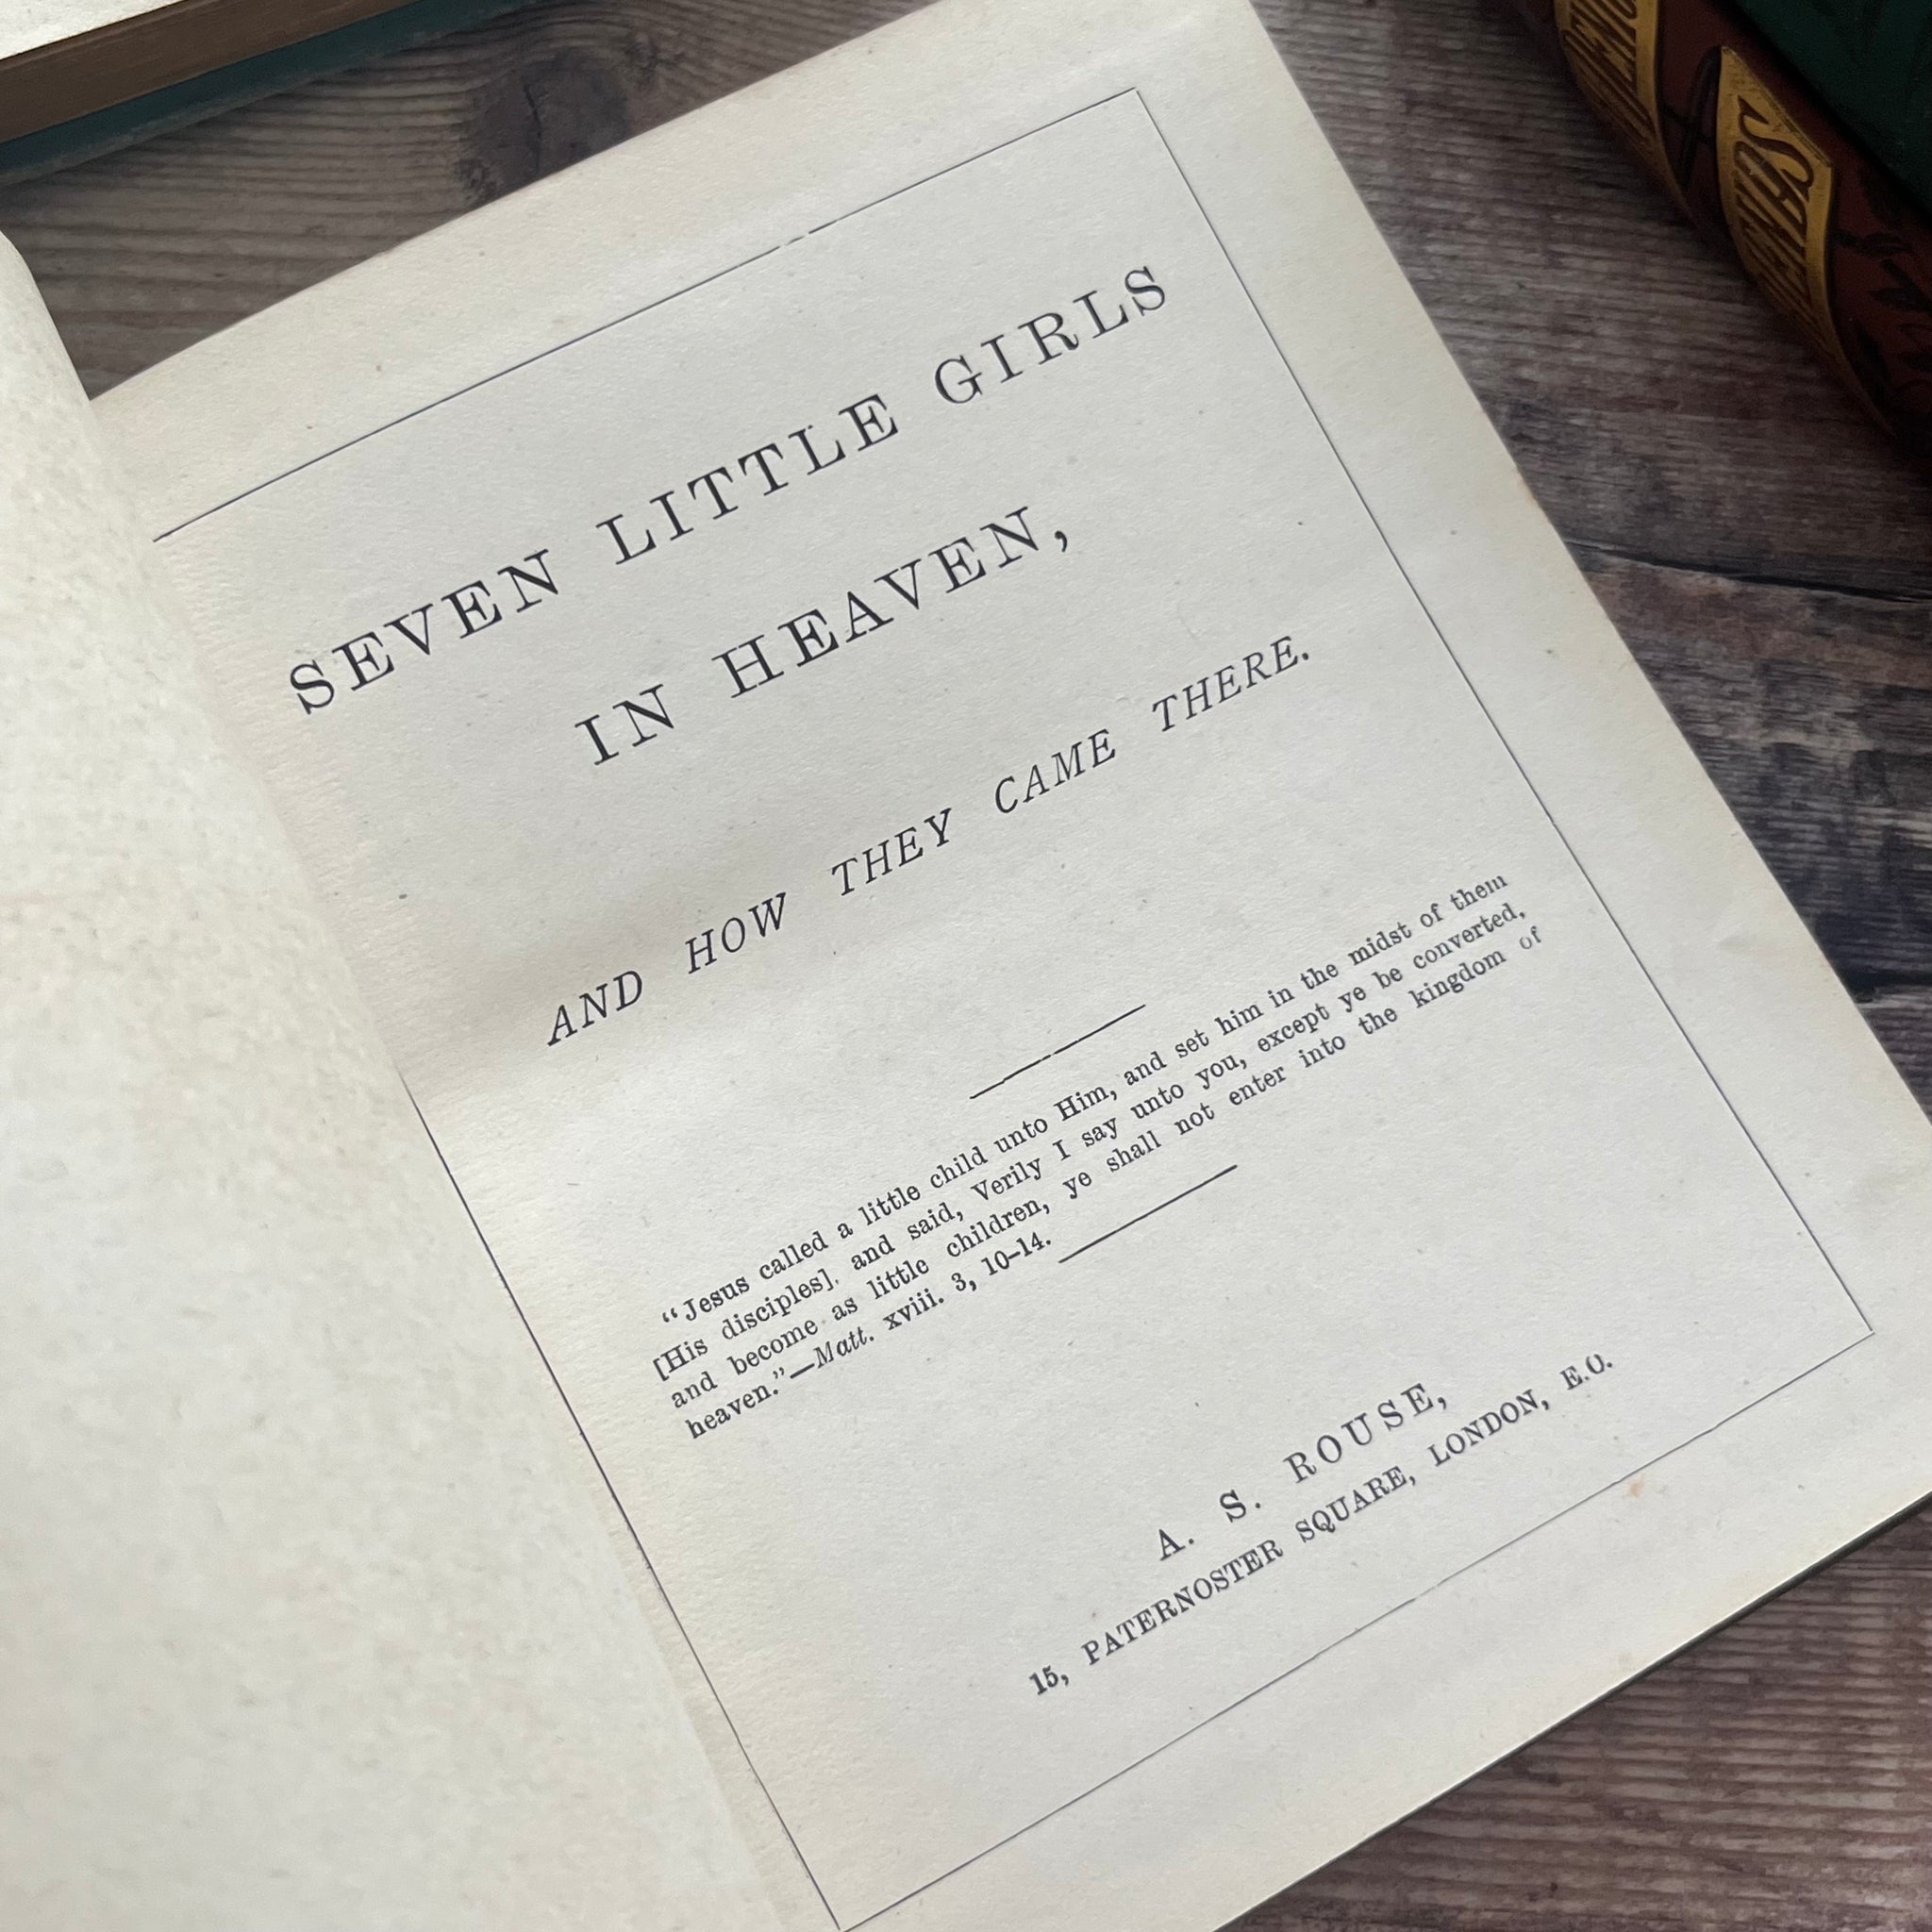 SEVEN LITTLE GIRLS
IN HEAVEN,
AND HOW THEY CAME THERE.
“Jesus called a little child unto Him, and set him in the midst of them
[His disciples], and said, Verily I say unto you, except ye be converted,
and become as little children, ye shall not enter into the kingdom of
heaven.”—Matt. xviii. 3, 10–14.
A. S. ROUSE,
15, PATERNOSTER SQUARE, LONDON, E.C.